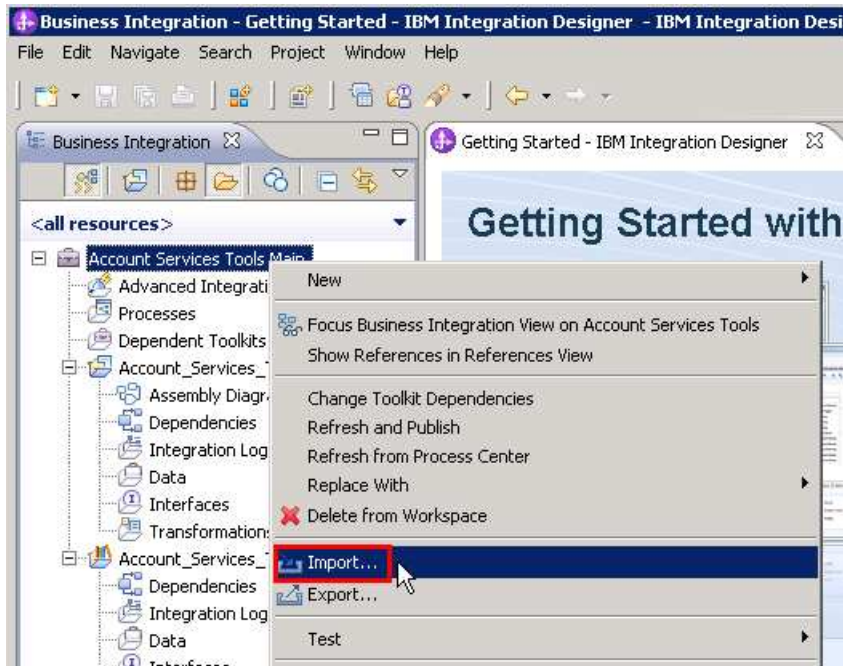 Business Integration - Getting Started - IBM Integration Designer - IBM Integration Desi
File Edit Navigate Search Project Window Help
Business Integration
Getting Started - IBM Integration Designer
<all resources>
Getting Started with
Account Services Tools Main
Advanced Integrati
Processes
Dependent Toolkits
Account_Services_
Assembly Diagr
Dependencies
Integration Log
Data
Interfaces
Transformation
Account_Services_
Dependencies
Integration Log
Data
Interfaces
New
Focus Business Integration View on Account Services Tools
Show References in References View
Change Toolkit Dependencies
Refresh and Publish
Refresh from Process Center
Replace With
Delete from Workspace
Import...
Export...
Test